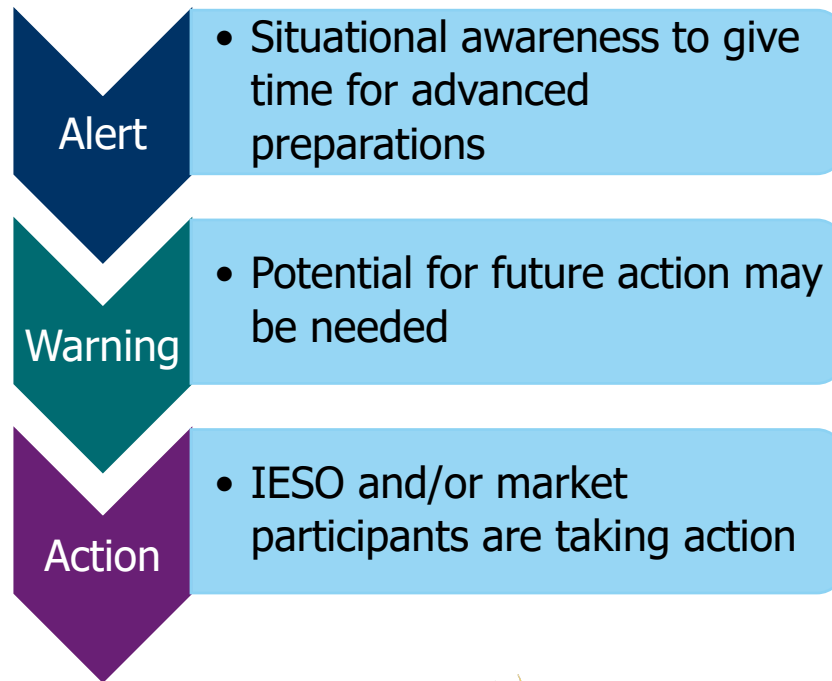 Alert
• Situational awareness to give
time for advanced
preparations
Warning
• Potential for future action may
be needed
Action
• IESO and/or market
participants are taking action